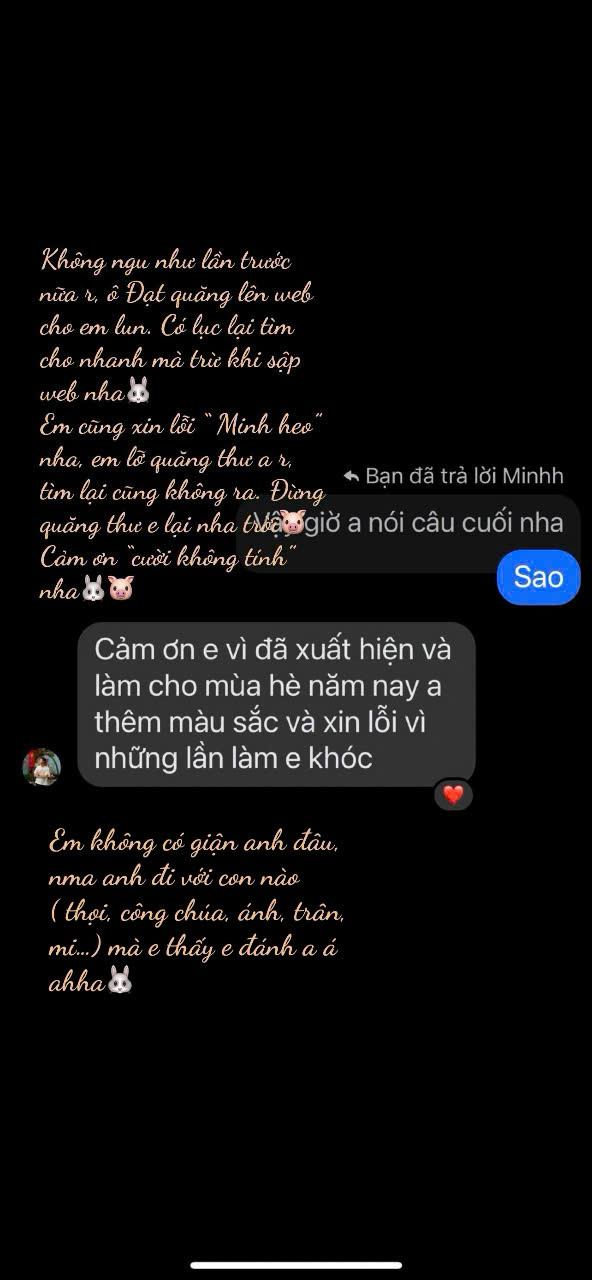 Không ngu như lần trước
nữa r, ô Đạt quăng lên web
cho em lun. Có lục lại tìm
cho nhanh mà trừ khi sập
web nha🐰
Em cũng xin lỗi "Minh heo"
nha, em lỡ quăng thư a r,
tìm lại cũng không ra. Đừng
quăng thư e lại nha trời🐷
Cảm ơn "cười không tính"
nha🐰🐷
Bạn đã trả lời Minhh
Vậy giờ a nói câu cuối nha
Sao
Cảm ơn e vì đã xuất hiện và
làm cho mùa hè năm nay a
thêm màu sắc và xin lỗi vì
những lần làm e khóc
❤️
Em không có giận anh đâu,
nma anh đi với con nào
( thọi, công chúa, ánh, trân,
mi...) mà e thấy e đánh a á
ahha🐰